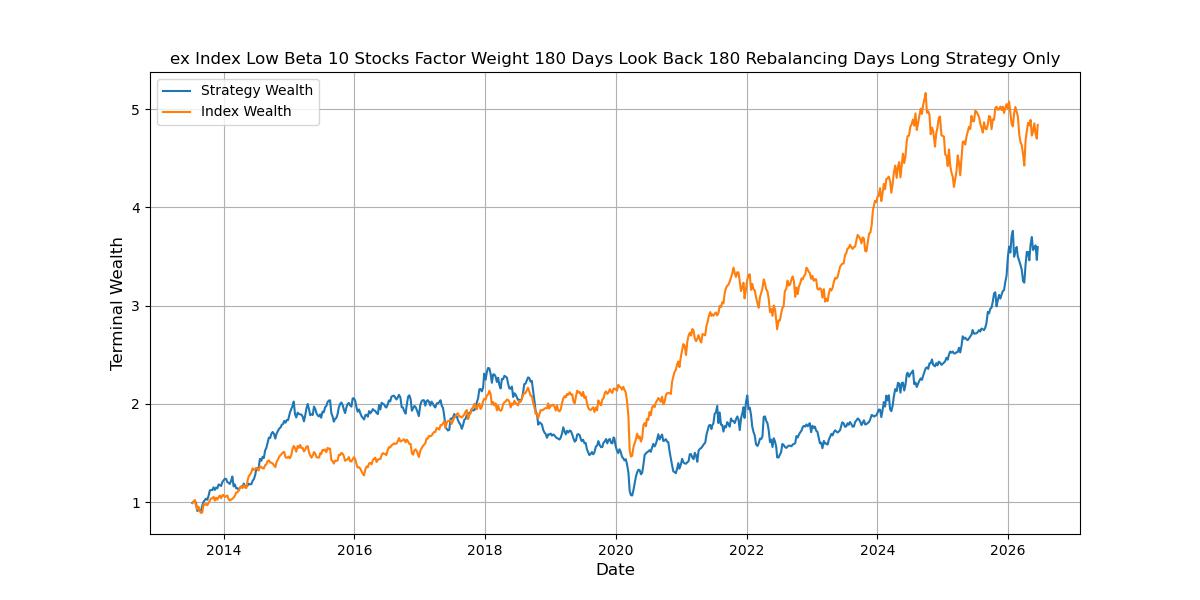 ex Index Low Beta 10 Stocks Factor Weight 180 Days Look Back 180 Rebalancing Days Long Strategy Only
Strategy Wealth
Index Wealth
Terminal Wealth
5
4
3
2
1
2014 2016 2018 2020 2022 2024 2026
Date